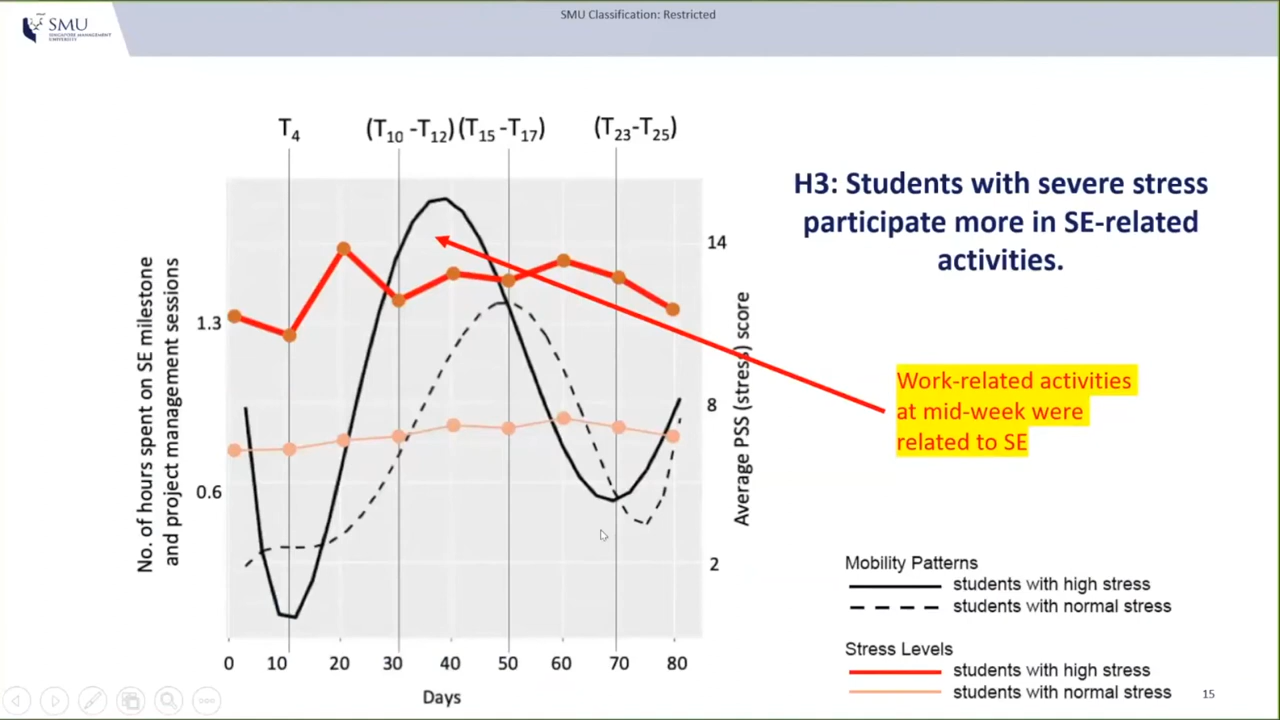 SMU Classification: Restricted
SMU
SINGAPORE MANAGEMENT
UNIVERSITY
T4
(T10 -T12)
(T15 -T17)
(T23-T25)
H3: Students with severe stress
participate more in SE-related
activities.
No. of hours spent on SE milestone
and project management sessions
1.3
0.6
14
8
2
Average PSS (stress) score
Work-related activities
at mid-week were
related to SE
0 10 20 30 40 50 60 70 80
Days
Mobility Patterns
students with high stress
students with normal stress
Stress Levels
students with high stress
students with normal stress
15